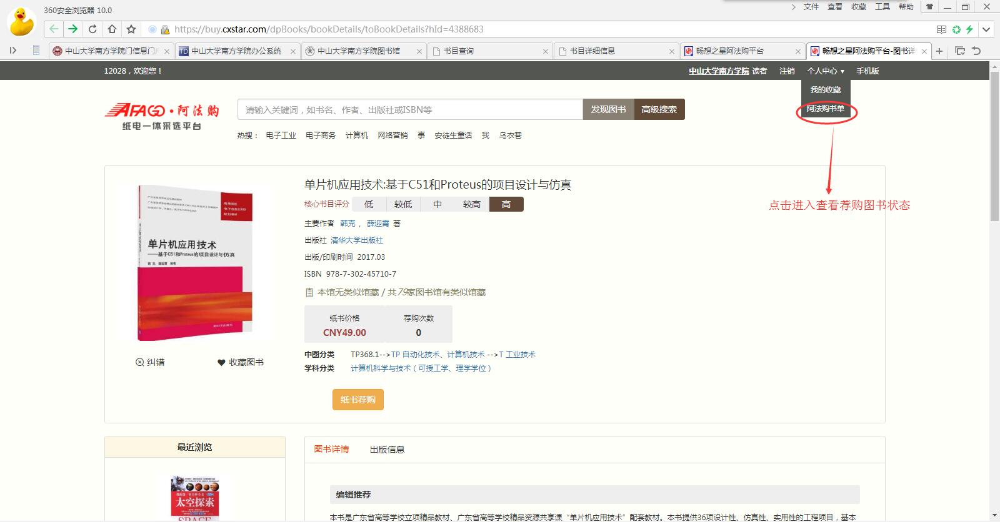 360安全浏览器 10.0
文件 查看 收藏 工具 帮助
https://buy.cxstar.com/dpBooks/bookDetails/toBookDetails?hId=4388683
中山大学南方学院门信息门户
中山大学南方学院办公系统
中山大学南方学院图书馆
书目查询
书目详细信息
畅想之星阿法购平台
畅想之星阿法购平台-图书详
12028，欢迎您！
中山大学南方学院 读者 注销 个人中心 ▼ 手机版
我的收藏
阿法购书单
AFAGO·阿法购
纸电一体采选平台
请输入关键词，如书名、作者、出版社或ISBN等
发现图书
高级搜索
热搜： 电子工业 电子商务 计算机 网络营销 事 安徒生童话 我 乌衣巷
点击进入查看荐购图书状态
单片机应用技术
——基于C51和Proteus的项目设计与仿真
单片机应用技术:基于C51和Proteus的项目设计与仿真
核心书目评分 低 较低 中 较高 高
主要作者 韩克， 薛迎霄 著
出版社 清华大学出版社
出版/印刷时间 2017.03
ISBN 978-7-302-45710-7
本馆无类似馆藏 / 共79家图书馆有类似馆藏
纸书价格 荐购次数
CNY49.00 0
中图分类 TP368.1-->TP 自动化技术、计算机技术 -->T 工业技术
学科分类 计算机科学与技术（可授工学、理学学位）
纠错 收藏图书
纸书荐购
最近浏览
太空探索
SPACE
图书详情 出版信息
编辑推荐
本书是广东省高等学校立项精品教材、广东省高等学校精品资源共享课“单片机应用技术”配套教材。本书提供36项设计性、仿真性、实用性的工程项目，基本